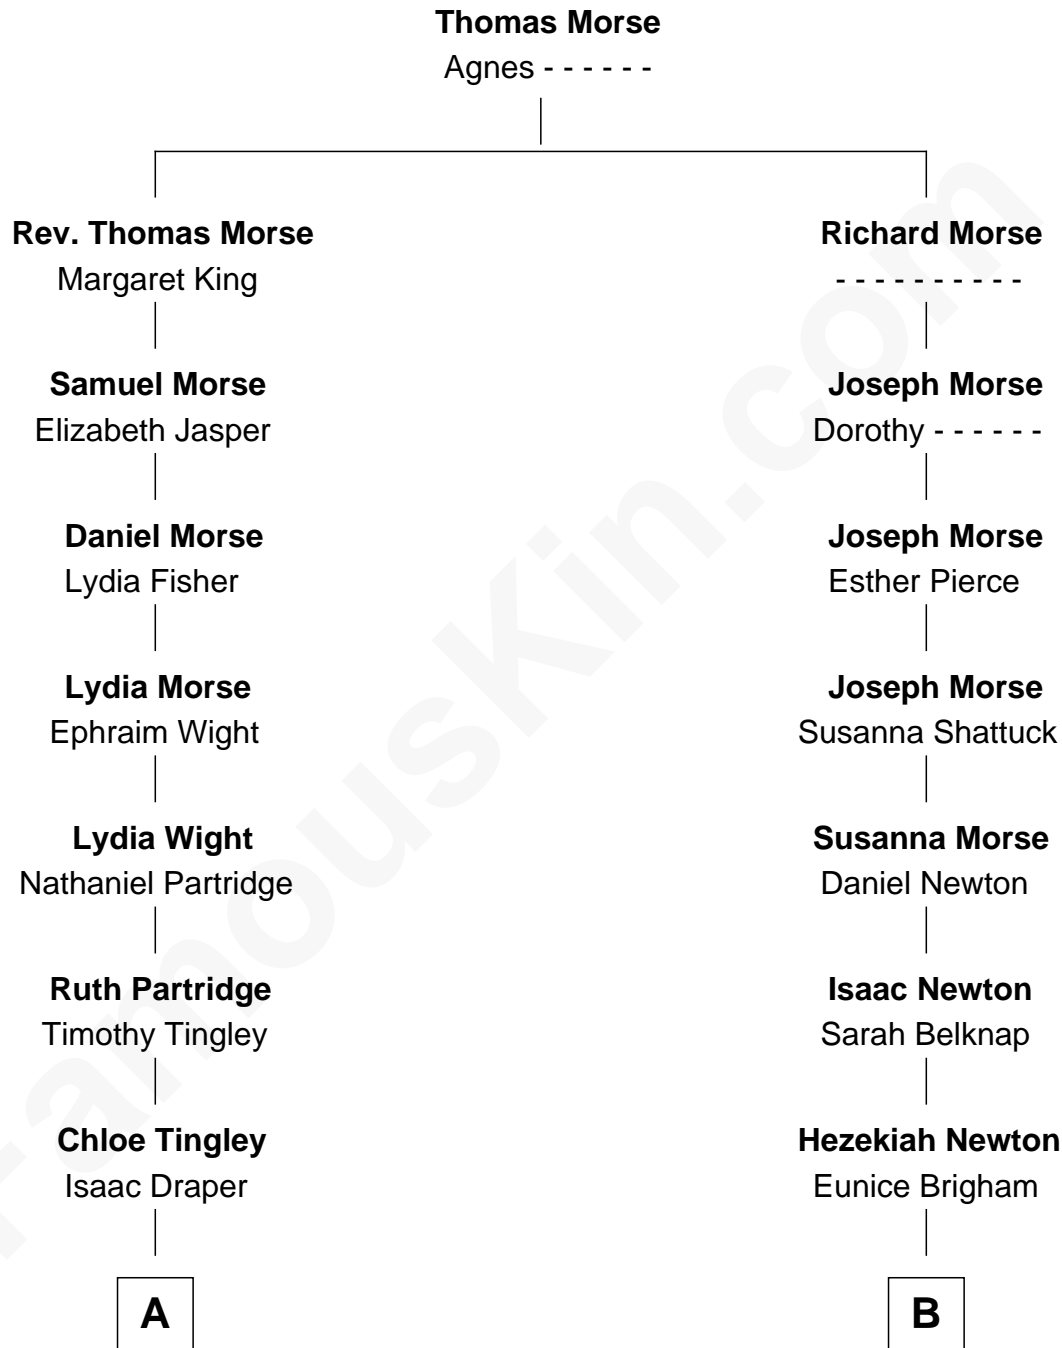 Thomas Morse
Agnes - - - - - -
Rev. Thomas Morse
Margaret King
Richard Morse
- - - - - - - - - -
Samuel Morse
Elizabeth Jasper
Joseph Morse
Dorothy - - - - - -
Daniel Morse
Lydia Fisher
Joseph Morse
Esther Pierce
Lydia Morse
Ephraim Wight
Joseph Morse
Susanna Shattuck
Lydia Wight
Nathaniel Partridge
Susanna Morse
Daniel Newton
Ruth Partridge
Timothy Tingley
Isaac Newton
Sarah Belknap
Chloe Tingley
Isaac Draper
Hezekiah Newton
Eunice Brigham
A
B
FamousKin.com